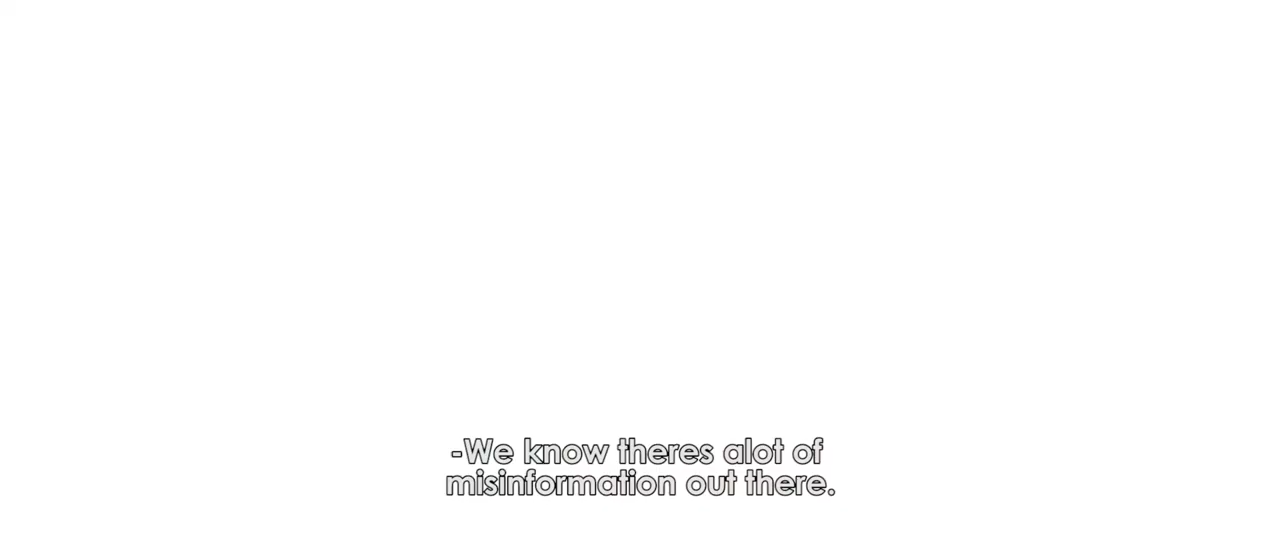 -We know theres alot of
misinformation out there.